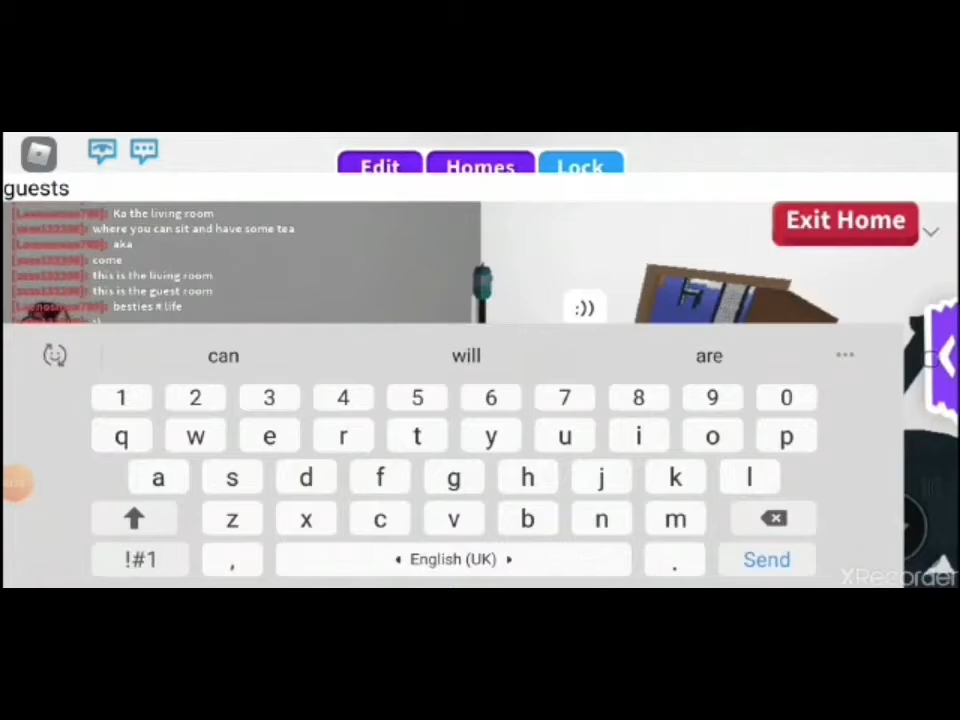 Edit Homes Lock
guests
Ka the living room
where you can sit and have some tea
aka
come
this is the living room
this is the guest room
besties # life
Exit Home
:))
can will are
1 2 3 4 5 6 7 8 9 0
q w e r t y u i o p
a s d f g h j k l
z x c v b n m
!#1 , English (UK) . Send
XRecorder